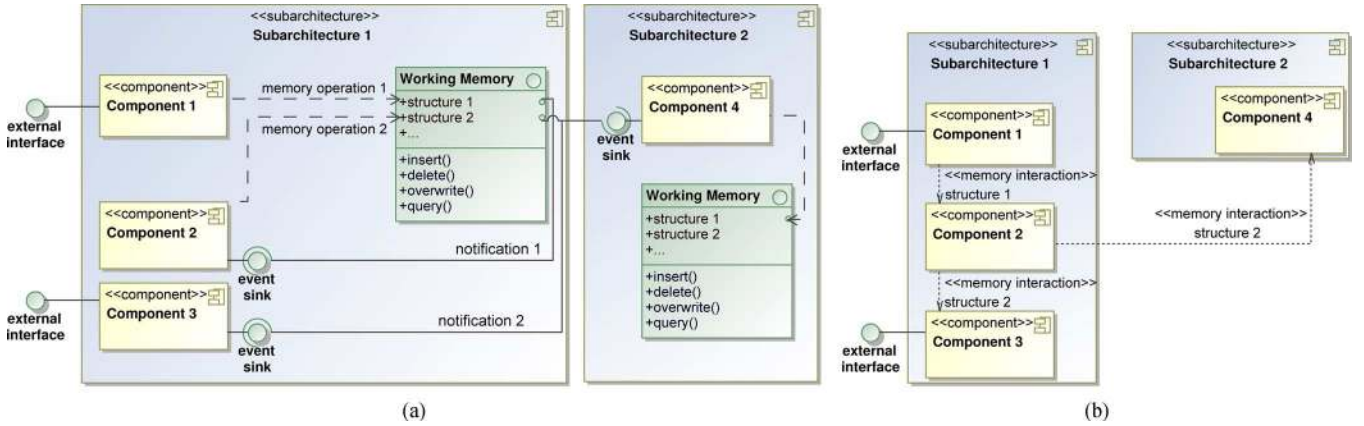 <<subarchitecture>>
Subarchitecture 1
<<component>>
Component 1
external
interface
memory operation 1
memory operation 2
Working Memory
+structure 1
+structure 2
+...
+insert()
+delete()
+overwrite()
+query()
<<component>>
Component 2
event
sink
notification 1
<<component>>
Component 3
external
interface
event
sink
notification 2
<<subarchitecture>>
Subarchitecture 2
<<component>>
Component 4
event
sink
Working Memory
+structure 1
+structure 2
+...
+insert()
+delete()
+overwrite()
+query()
(a)
<<subarchitecture>>
Subarchitecture 1
<<component>>
Component 1
external
interface
<<memory interaction>>
structure 1
<<component>>
Component 2
<<memory interaction>>
structure 2
<<component>>
Component 3
external
interface
<<subarchitecture>>
Subarchitecture 2
<<component>>
Component 4
<<memory interaction>>
structure 2
(b)